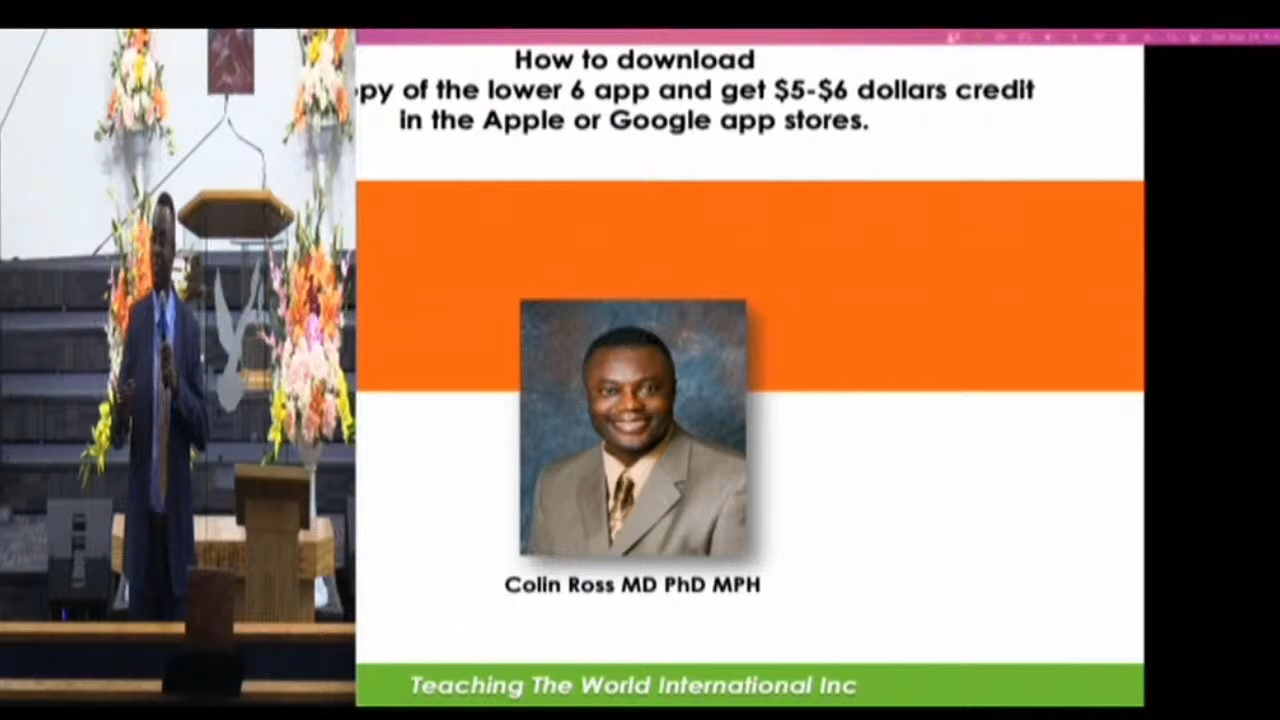 How to download
py of the lower 6 app and get $5-$6 dollars credit
in the Apple or Google app stores.
Colin Ross MD PhD MPH
Teaching The World International Inc